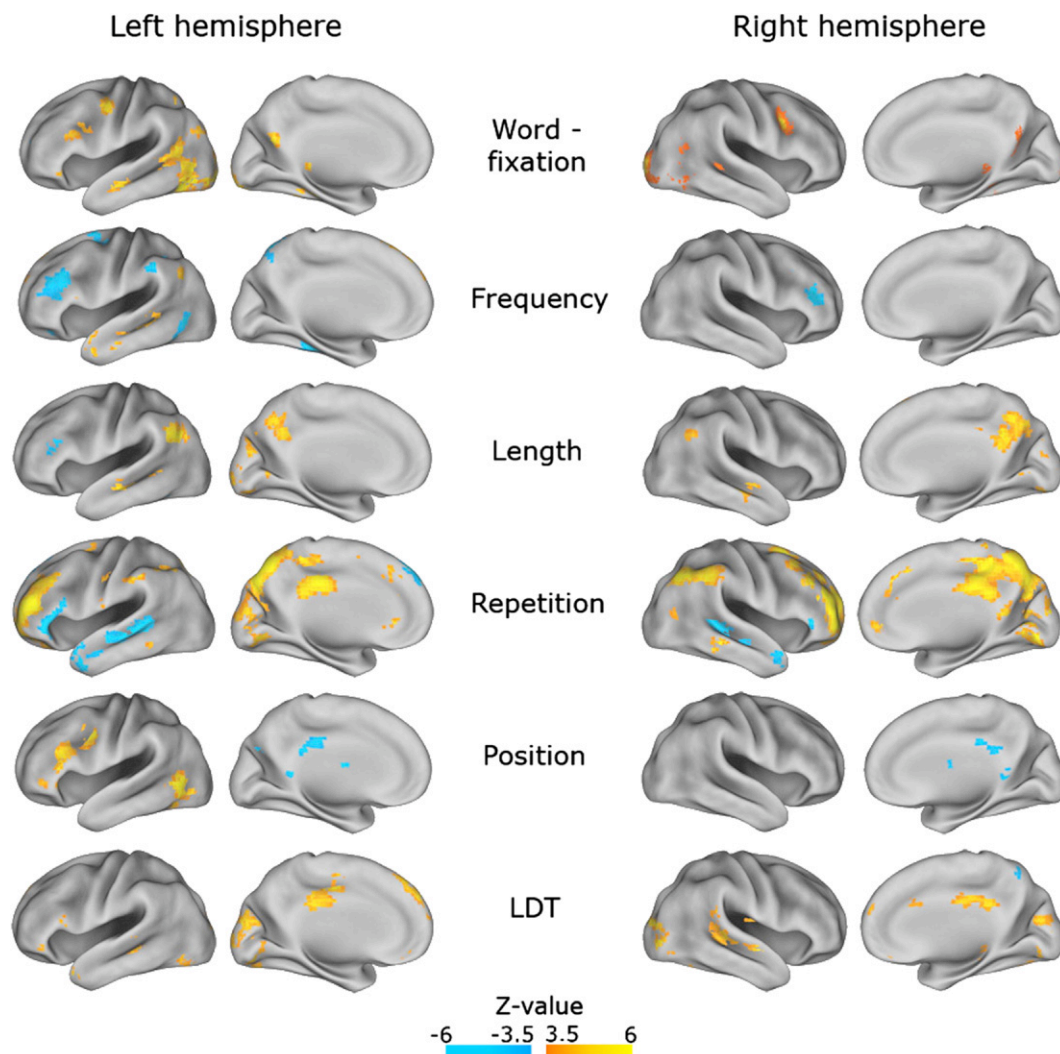 Left hemisphere
Right hemisphere
Word -
fixation
Frequency
Length
Repetition
Position
LDT
Z-value
-6 -3.5 3.5 6